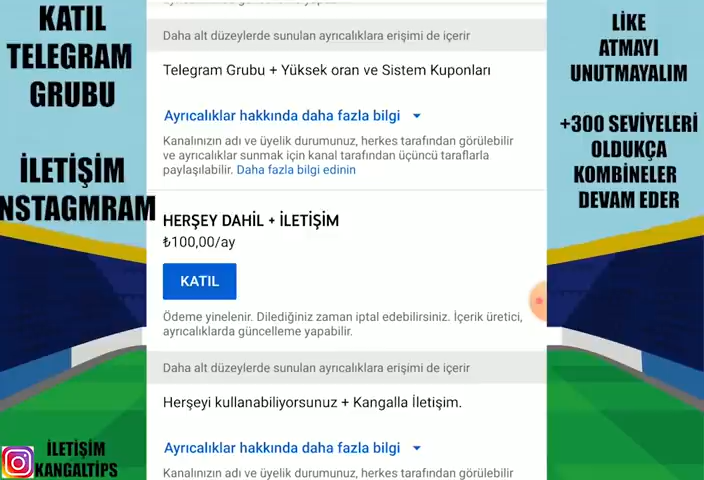 KATIL
TELEGRAM
GRUBU
İLETİŞİM
NSTAGMRAM
Daha alt düzeylerde sunulan ayrıcalıklara erişimi de içerir
Telegram Grubu + Yüksek oran ve Sistem Kuponları
Ayrıcalıklar hakkında daha fazla bilgi
Kanalınızın adı ve üyelik durumunuz, herkes tarafından görülebilir
ve ayrıcalıklar sunmak için kanal tarafından üçüncü taraflarla
paylaşılabilir. Daha fazla bilgi edinin
HERŞEY DAHİL + İLETİŞİM
₺100,00/ay
KATIL
Ödeme yinelenir. Dilediğiniz zaman iptal edebilirsiniz. İçerik üretici,
ayrıcalıklarda güncelleme yapabilir.
Daha alt düzeylerde sunulan ayrıcalıklara erişimi de içerir
Herşeyi kullanabiliyorsunuz + Kangalla İletişim.
Ayrıcalıklar hakkında daha fazla bilgi
Kanalınızın adı ve üyelik durumunuz, herkes tarafından görülebilir
LİKE
ATMAYI
UNUTMAYALIM
+300 SEVİYELERİ
OLDUKÇA
KOMBİNELER
DEVAM EDER
İLETİŞİM
KANGALTİPS